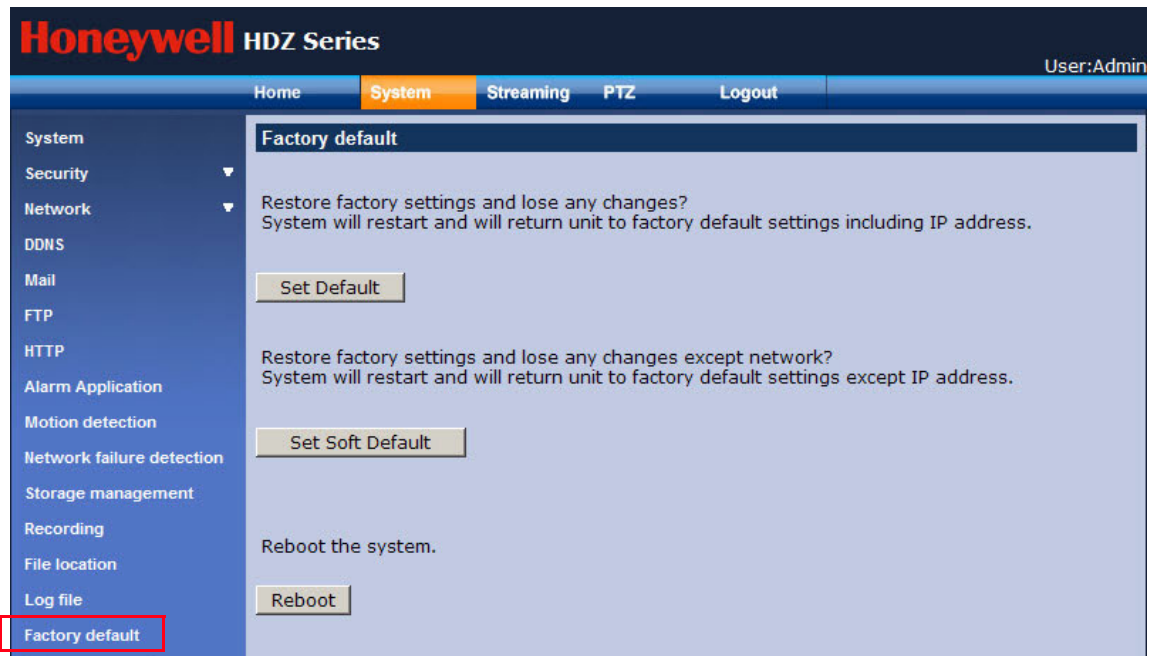 Honeywell HDZ Series
User:Admin
Home System Streaming PTZ Logout
System
Security
Network
DDNS
Mail
FTP
HTTP
Alarm Application
Motion detection
Network failure detection
Storage management
Recording
File location
Log file
Factory default
Factory default
Restore factory settings and lose any changes?
System will restart and will return unit to factory default settings including IP address.
Set Default
Restore factory settings and lose any changes except network?
System will restart and will return unit to factory default settings except IP address.
Set Soft Default
Reboot the system.
Reboot